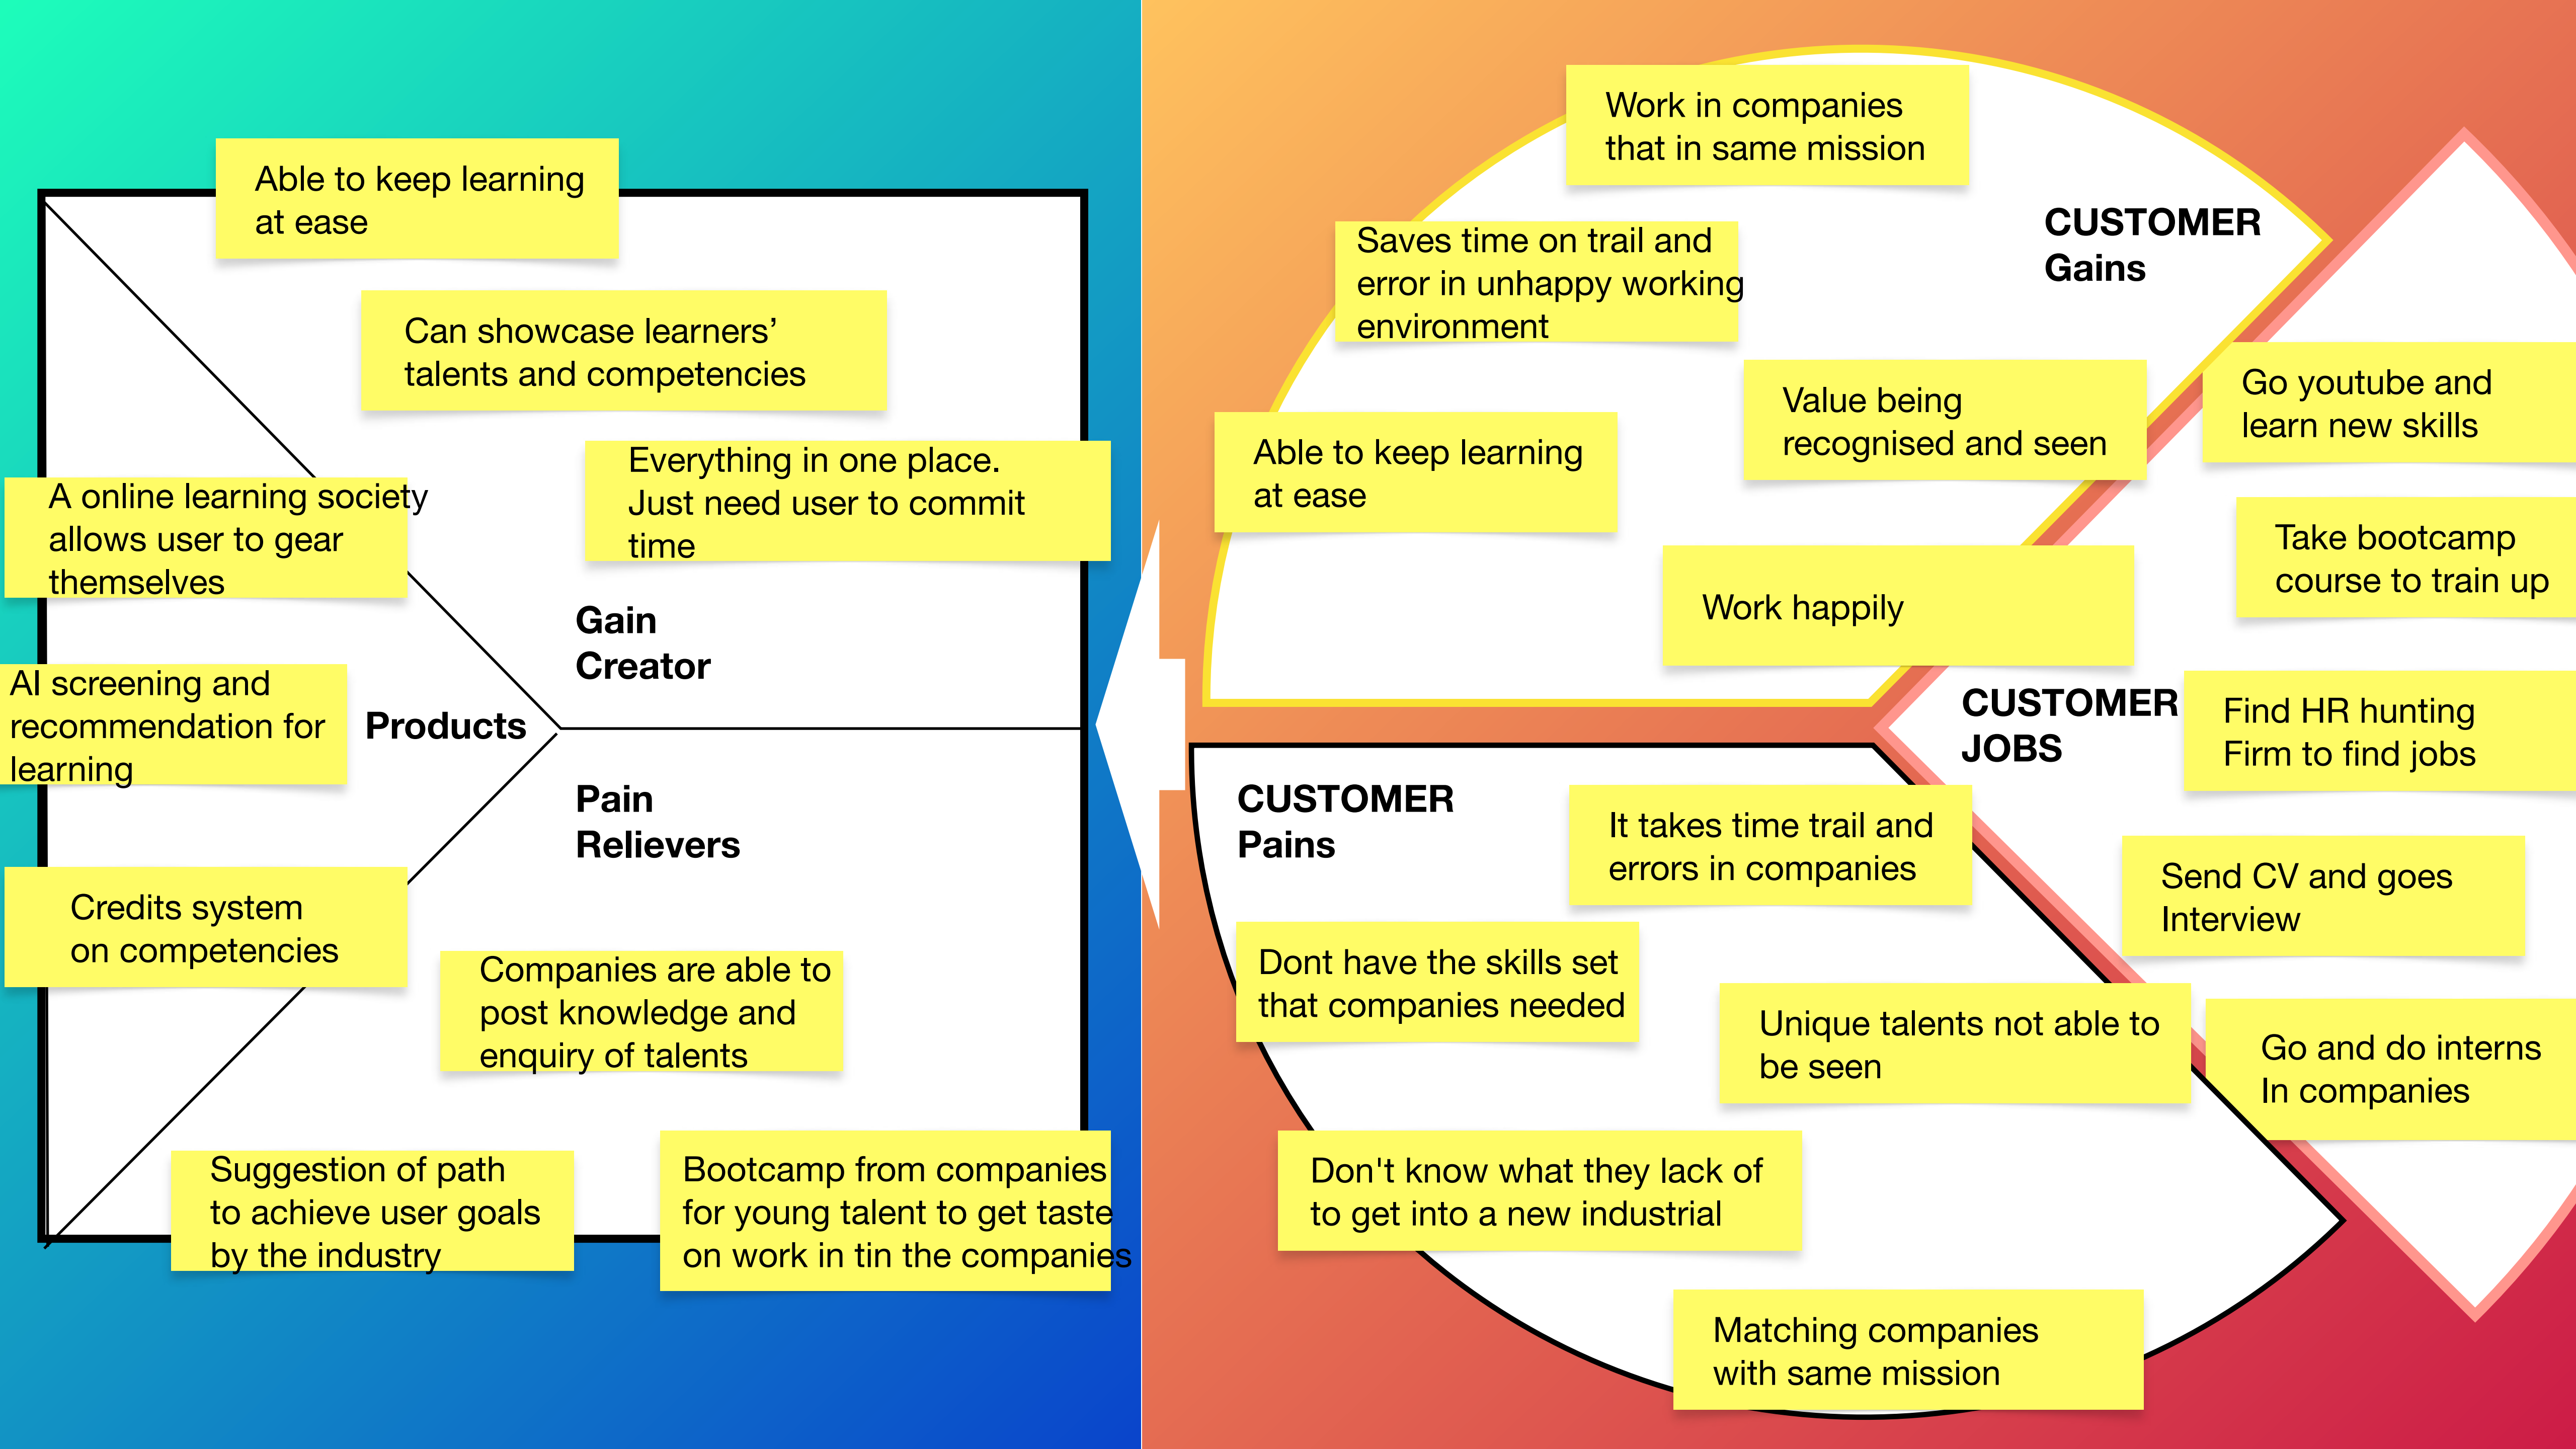 Able to keep learning
at ease
Can showcase learners’
talents and competencies
Everything in one place.
Just need user to commit
time
A online learning society
allows user to gear
themselves
Gain
Creator
AI screening and
recommendation for
learning
Products
Pain
Relievers
Credits system
on competencies
Companies are able to
post knowledge and
enquiry of talents
Suggestion of path
to achieve user goals
by the industry
Bootcamp from companies
for young talent to get taste
on work in tin the companies
Work in companies
that in same mission
CUSTOMER
Gains
Saves time on trail and
error in unhappy working
environment
Value being
recognised and seen
Able to keep learning
at ease
Work happily
Go youtube and
learn new skills
Take bootcamp
course to train up
CUSTOMER
JOBS
Find HR hunting
Firm to find jobs
Send CV and goes
Interview
Go and do interns
In companies
CUSTOMER
Pains
It takes time trail and
errors in companies
Dont have the skills set
that companies needed
Unique talents not able to
be seen
Don't know what they lack of
to get into a new industrial
Matching companies
with same mission